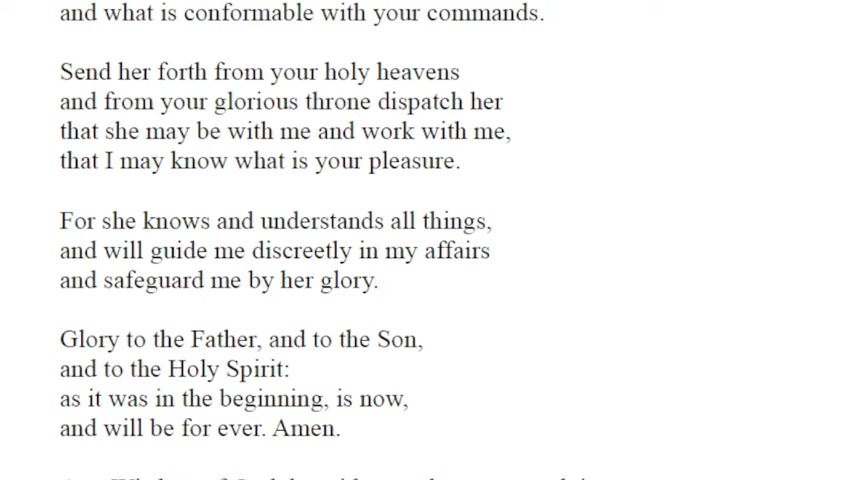 and what is conformable with your commands.
Send her forth from your holy heavens
and from your glorious throne dispatch her
that she may be with me and work with me,
that I may know what is your pleasure.
For she knows and understands all things,
and will guide me discreetly in my affairs
and safeguard me by her glory.
Glory to the Father, and to the Son,
and to the Holy Spirit:
as it was in the beginning, is now,
and will be for ever. Amen.